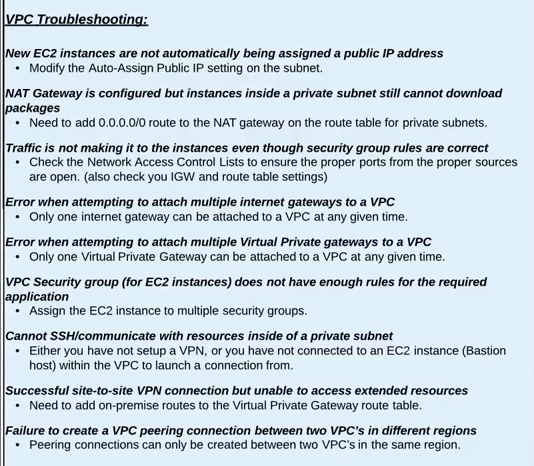 VPC Troubleshooting:
New EC2 instances are not automatically being assigned a public IP address
• Modify the Auto-Assign Public IP setting on the subnet.
NAT Gateway is configured but instances inside a private subnet still cannot download
packages
• Need to add 0.0.0.0/0 route to the NAT gateway on the route table for private subnets.
Traffic is not making it to the instances even though security group rules are correct
• Check the Network Access Control Lists to ensure the proper ports from the proper sources
are open. (also check you IGW and route table settings)
Error when attempting to attach multiple internet gateways to a VPC
• Only one internet gateway can be attached to a VPC at any given time.
Error when attempting to attach multiple Virtual Private gateways to a VPC
• Only one Virtual Private Gateway can be attached to a VPC at any given time.
VPC Security group (for EC2 instances) does not have enough rules for the required
application
• Assign the EC2 instance to multiple security groups.
Cannot SSH/communicate with resources inside of a private subnet
• Either you have not setup a VPN, or you have not connected to an EC2 instance (Bastion
host) within the VPC to launch a connection from.
Successful site-to-site VPN connection but unable to access extended resources
• Need to add on-premise routes to the Virtual Private Gateway route table.
Failure to create a VPC peering connection between two VPC's in different regions
• Peering connections can only be created between two VPC's in the same region.